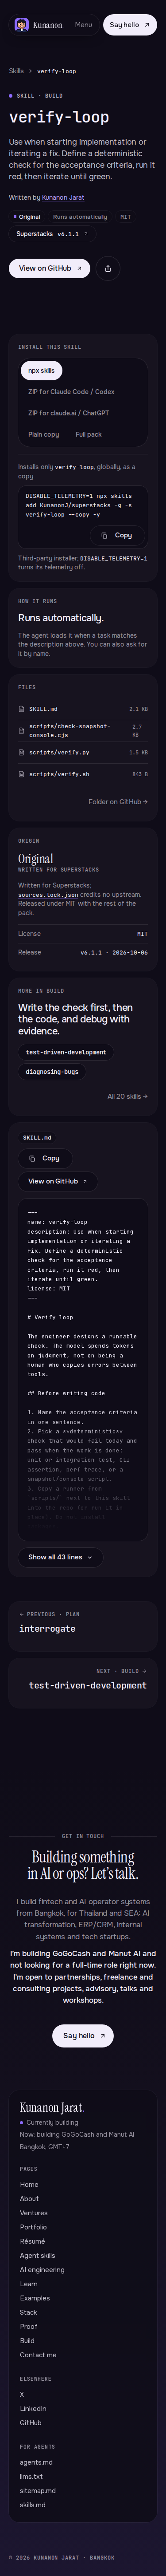 Kunanon
Menu
Say hello ↗
Skills > verify-loop
SKILL · BUILD
verify-loop
Use when starting implementation or
iterating a fix. Define a deterministic
check for the acceptance criteria, run it
red, then iterate until green.
Written by Kunanon Jarat
Original
Runs automatically
MIT
Superstacks v6.1.1 ↗
View on GitHub ↗
INSTALL THIS SKILL
npx skills
ZIP for Claude Code / Codex
ZIP for claude.ai / ChatGPT
Plain copy
Full pack
Installs only verify-loop, globally, as a
copy
DISABLE_TELEMETRY=1 npx skills
add KunanonJ/superstacks -g -s
verify-loop --copy -y
Copy
Third-party installer; DISABLE_TELEMETRY=1
turns its telemetry off.
HOW IT RUNS
Runs automatically.
The agent loads it when a task matches
the description above. You can also ask for
it by name.
FILES
SKILL.md 2.1 KB
scripts/check-snapshot-
console.cjs
2.7
KB
scripts/verify.py 1.5 KB
scripts/verify.sh 843 B
Folder on GitHub →
ORIGIN
Original
WRITTEN FOR SUPERSTACKS
Written for Superstacks;
sources.lock.json credits no upstream.
Released under MIT with the rest of the
pack.
License MIT
Release v6.1.1 · 2026-10-06
MORE IN BUILD
Write the check first, then
the code, and debug with
evidence.
test-driven-development
diagnosing-bugs
All 20 skills →
SKILL.md
Copy
View on GitHub ↗
---
name: verify-loop
description: Use when starting
implementation or iterating a
fix. Define a deterministic
check for the acceptance
criteria, run it red, then
iterate until green.
license: MIT
---
# Verify loop
The engineer designs a runnable
check. The model spends tokens
on judgment, not on being a
human who copies errors between
tools.
## Before writing code
1. Name the acceptance criteria
in one sentence.
2. Pick a **deterministic**
check that would fail today and
pass when the work is done:
unit or integration test, CLI
assertion, perf trace, or a
snapshot/console script.
3. Copy a runner from
`scripts/` next to this skill
into the repo (or run it in
Show all 43 lines
← PREVIOUS · PLAN
interrogate
NEXT · BUILD →
test-driven-development
GET IN TOUCH
Building something
in AI or ops? Let's talk.
I build fintech and AI operator systems
from Bangkok, for Thailand and SEA: AI
transformation, ERP/CRM, internal
systems and tech startups.
I'm building GoGoCash and Manut AI and
not looking for a full-time role right now.
I'm open to partnerships, freelance and
consulting projects, advisory, talks and
workshops.
Say hello ↗
Kunanon Jarat.
Currently building
Now: building GoGoCash and Manut AI
Bangkok, GMT+7
PAGES
Home
About
Ventures
Portfolio
Résumé
Agent skills
AI engineering
Learn
Examples
Stack
Proof
Build
Contact me
ELSEWHERE
X
LinkedIn
GitHub
FOR AGENTS
agents.md
llms.txt
sitemap.md
skills.md
© 2026 KUNANON JARAT · BANGKOK